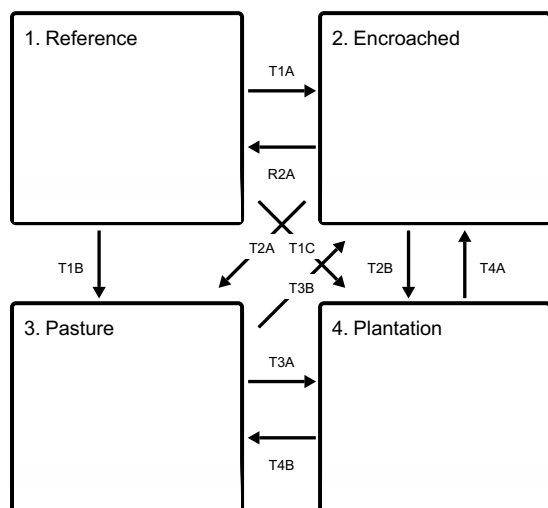 1. Reference
2. Encroached
T1A
R2A
T1B
T2A
T1C
T3B
T2B
T4A
3. Pasture
4. Plantation
T3A
T4B